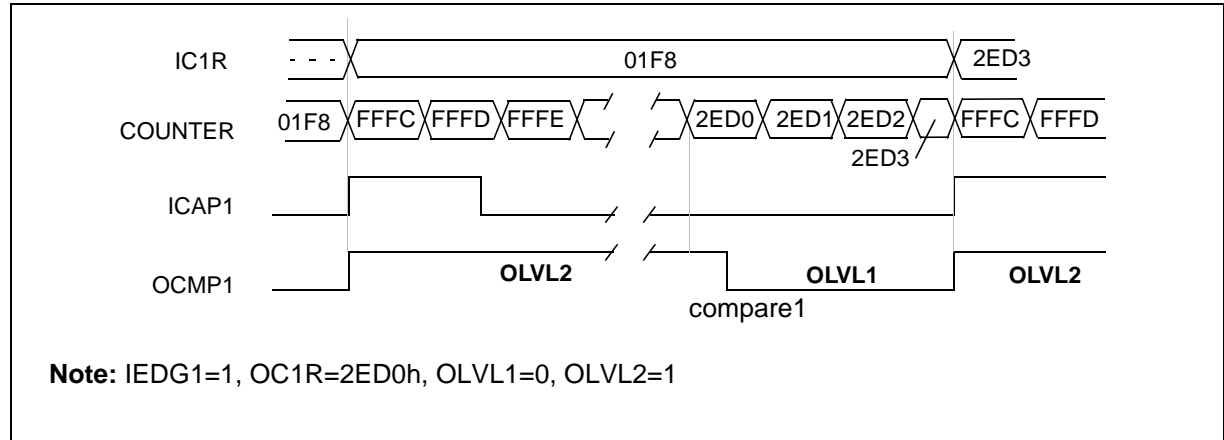 IC1R - - - 01F8 2ED3
COUNTER 01F8 FFFC FFFD FFFE 2ED0 2ED1 2ED2 FFFC FFFD
2ED3
ICAP1
OCMP1 OLVL2 OLVL1 OLVL2
compare1
Note: IEDG1=1, OC1R=2ED0h, OLVL1=0, OLVL2=1